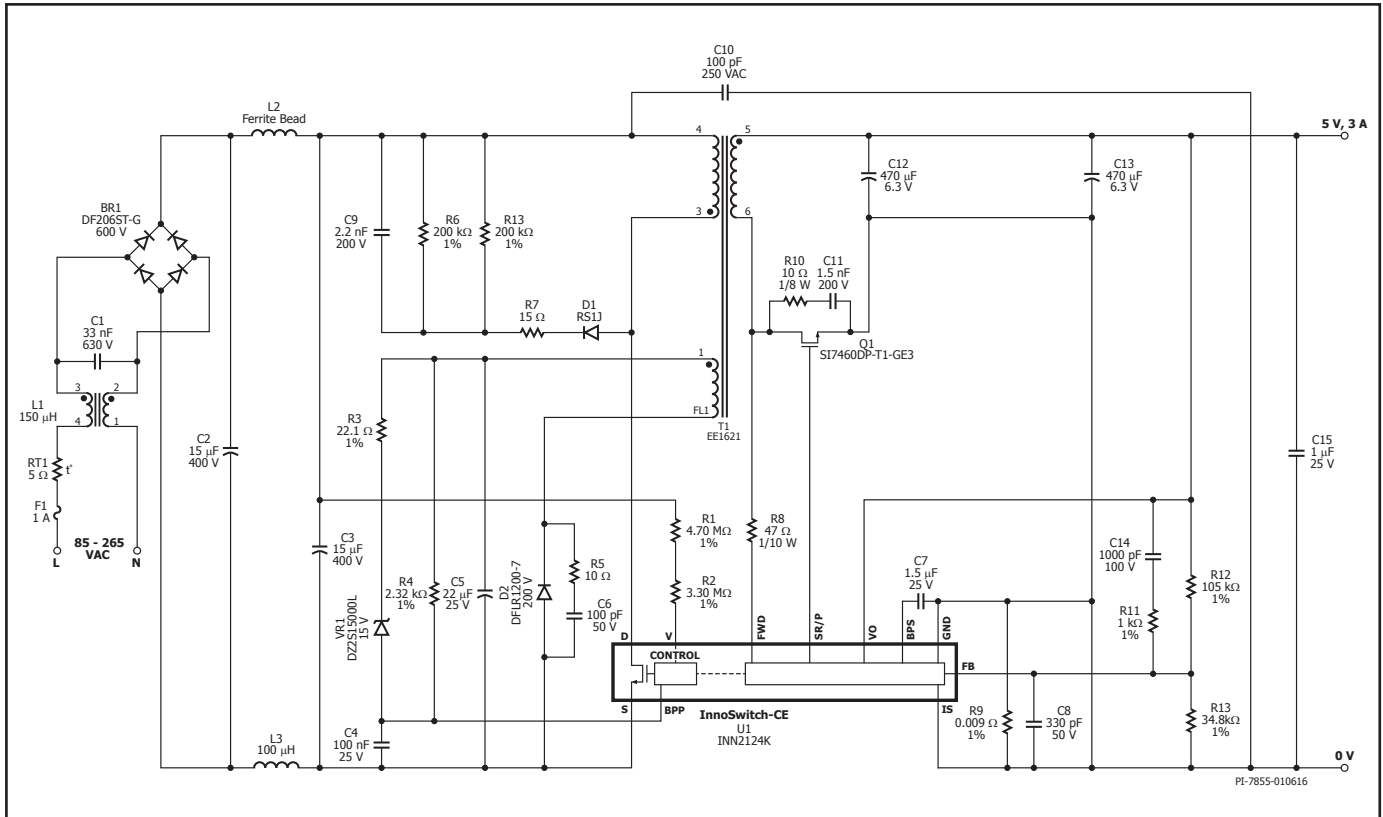 C10
100 pF
250 VAC
L2
Ferrite Bead
4
5
5 V, 3 A
C12
470 µF
6.3 V
C13
470 µF
6.3 V
BR1
DF206ST-G
600 V
C9
2.2 nF
200 V
R6
200 kΩ
1%
R13
200 kΩ
1%
3
6
R10
10 Ω
1/8 W
C11
1.5 nF
200 V
R7
15 Ω
D1
RS1J
Q1
SI7460DP-T1-GE3
C1
33 nF
630 V
1
3
2
L1
150 µH
4
1
FL1
T1
EE1621
R3
22.1 Ω
1%
C2
15 µF
400 V
C15
1 µF
25 V
RT1
5 Ω
t°
F1
1 A
85 - 265
VAC
L
N
C3
15 µF
400 V
R1
4.70 MΩ
1%
R8
47 Ω
1/10 W
C14
1000 pF
100 V
R5
10 Ω
C7
1.5 µF
25 V
R12
105 kΩ
1%
R4
2.32 kΩ
1%
C5
22 µF
25 V
D2
DFLR1200-7
200 V
R2
3.30 MΩ
1%
C6
100 pF
50 V
R11
1 kΩ
1%
VR1
DZ2S15000L
15 V
D
V
FWD
SR/P
VO
BPS
GND
CONTROL
FB
S
BPP
IS
InnoSwitch-CE
U1
INN2124K
R9
0.009 Ω
1%
C8
330 pF
50 V
R13
34.8kΩ
1%
C4
100 nF
25 V
L3
100 µH
0 V
PI-7855-010616